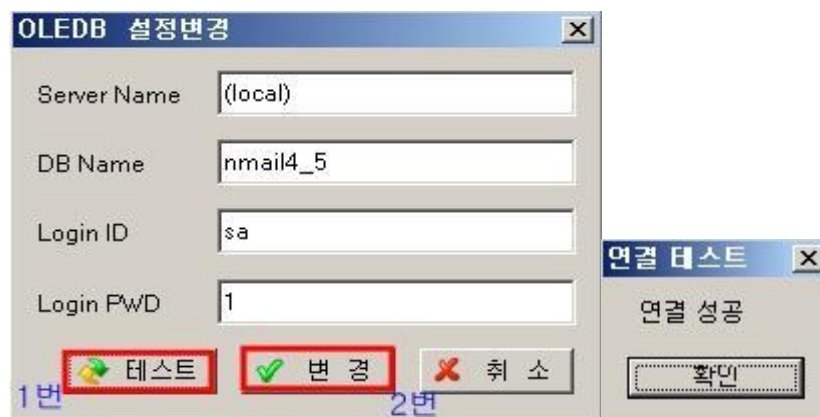 OLEDB 설정변경
Server Name (local)
DB Name nmail4_5
Login ID sa
Login PWD 1
테스트 변 경 취 소
1번 2번
연결 테스트
연결 성공
확인